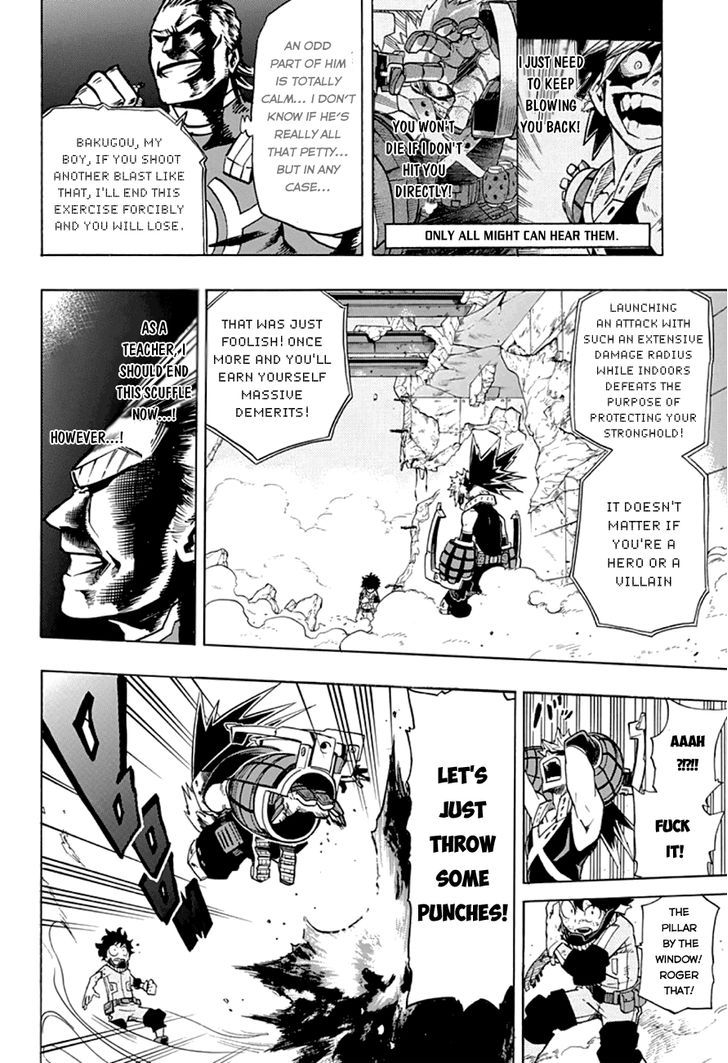 I JUST NEED
TO KEEP
BLOWING
YOU BACK!
YOU WON'T
DIE IF I DON'T
HIT YOU
DIRECTLY!
ONLY ALL MIGHT CAN HEAR THEM.
AN ODD
PART OF HIM
IS TOTALLY
CALM... I DON'T
KNOW IF HE'S
REALLY ALL
THAT PETTY...
BUT IN ANY
CASE...
BAKUGOU, MY
BOY, IF YOU SHOOT
ANOTHER BLAST LIKE
THAT, I'LL END THIS
EXERCISE FORCIBLY
AND YOU WILL LOSE.
LAUNCHING
AN ATTACK WITH
SUCH AN EXTENSIVE
DAMAGE RADIUS
WHILE INDOORS
DEFEATS THE
PURPOSE OF
PROTECTING YOUR
STRONGHOLD!
IT DOESN'T
MATTER IF
YOU'RE A
HERO OR A
VILLAIN
THAT WAS JUST
FOOLISH! ONCE
MORE AND YOU'LL
EARN YOURSELF
MASSIVE
DEMERITS!
AS A
TEACHER, I
SHOULD END
THIS SCUFFLE
NOW...!
HOWEVER...!
AAAH
?!?!!
FUCK
IT!
THE
PILLAR
BY THE
WINDOW!
ROGER
THAT!
LET'S
JUST
THROW
SOME
PUNCHES!